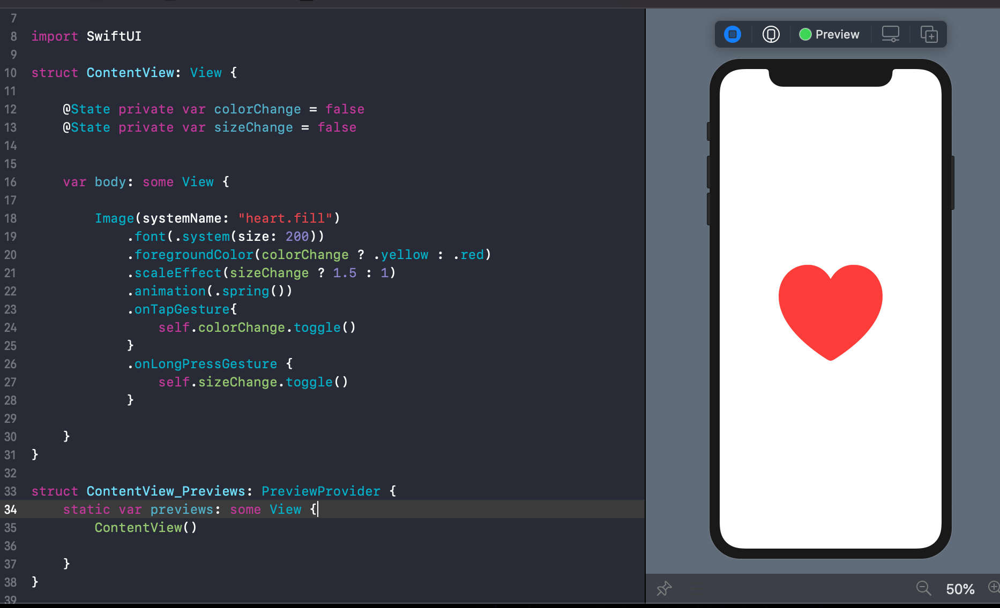 7
8 import SwiftUI
9
10 struct ContentView: View {
11
12 @State private var colorChange = false
13 @State private var sizeChange = false
14
15
16 var body: some View {
17
18 Image(systemName: "heart.fill")
19 .font(.system(size: 200))
20 .foregroundColor(colorChange ? .yellow : .red)
21 .scaleEffect(sizeChange ? 1.5 : 1)
22 .animation(.spring())
23 .onTapGesture{
24 self.colorChange.toggle()
25 }
26 .onLongPressGesture {
27 self.sizeChange.toggle()
28 }
29
30 }
31 }
32
33 struct ContentView_Previews: PreviewProvider {
34 static var previews: some View {
35 ContentView()
36
37 }
38 }
39
Preview
50%